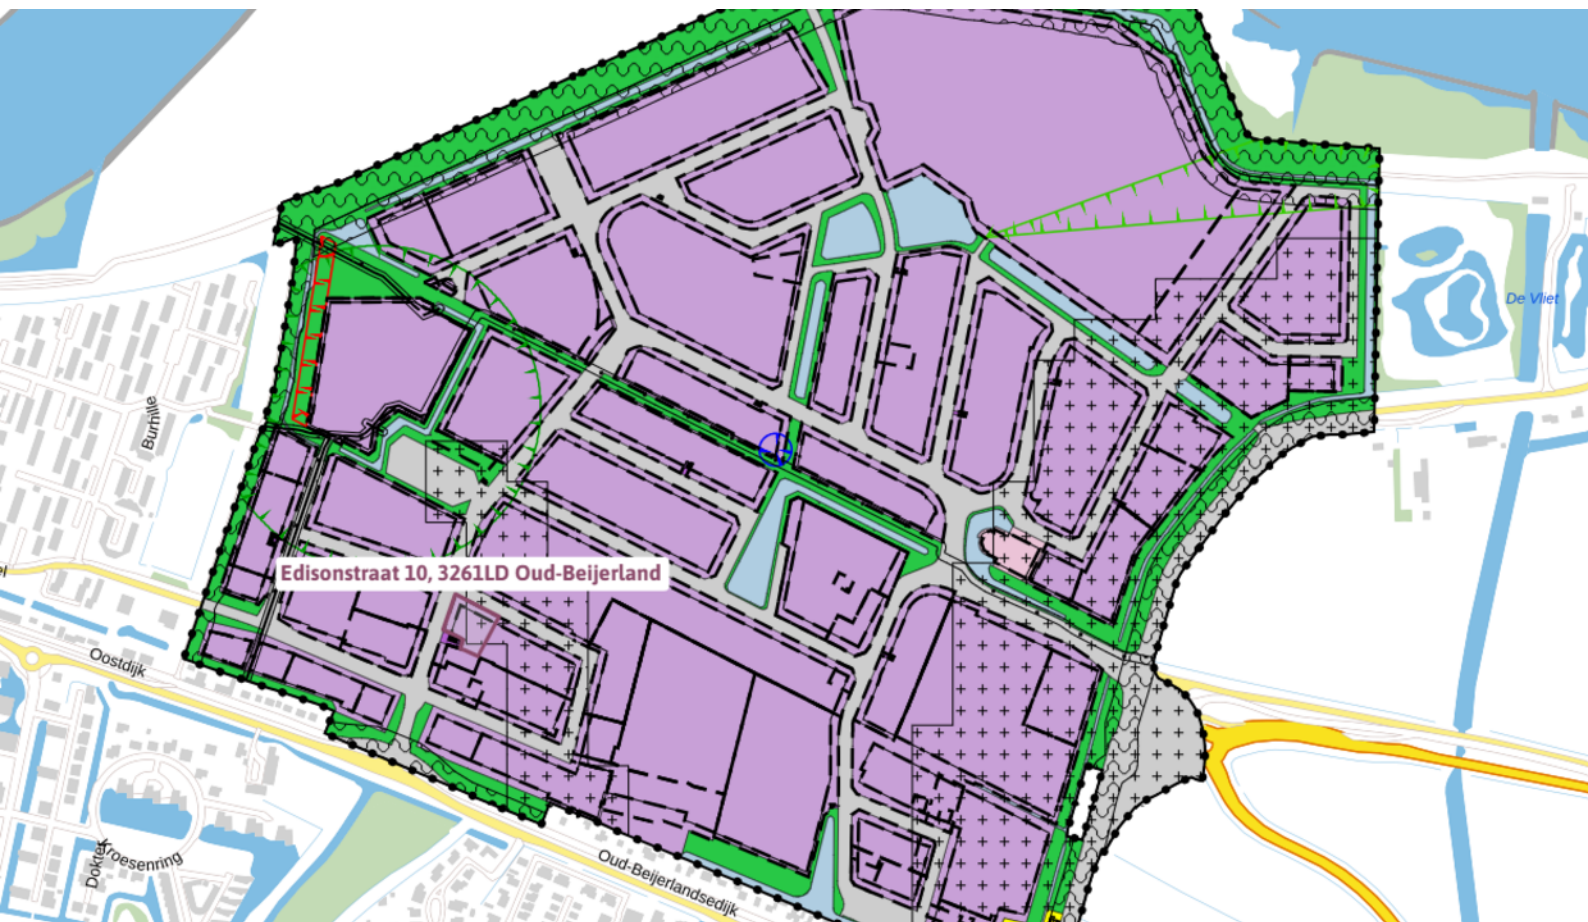 De Vliet
Burhille
Edisonstraat 10, 3261LD Oud-Beijerland
Oostdijk
Kroesenring
Oud-Beijerlandsedijk